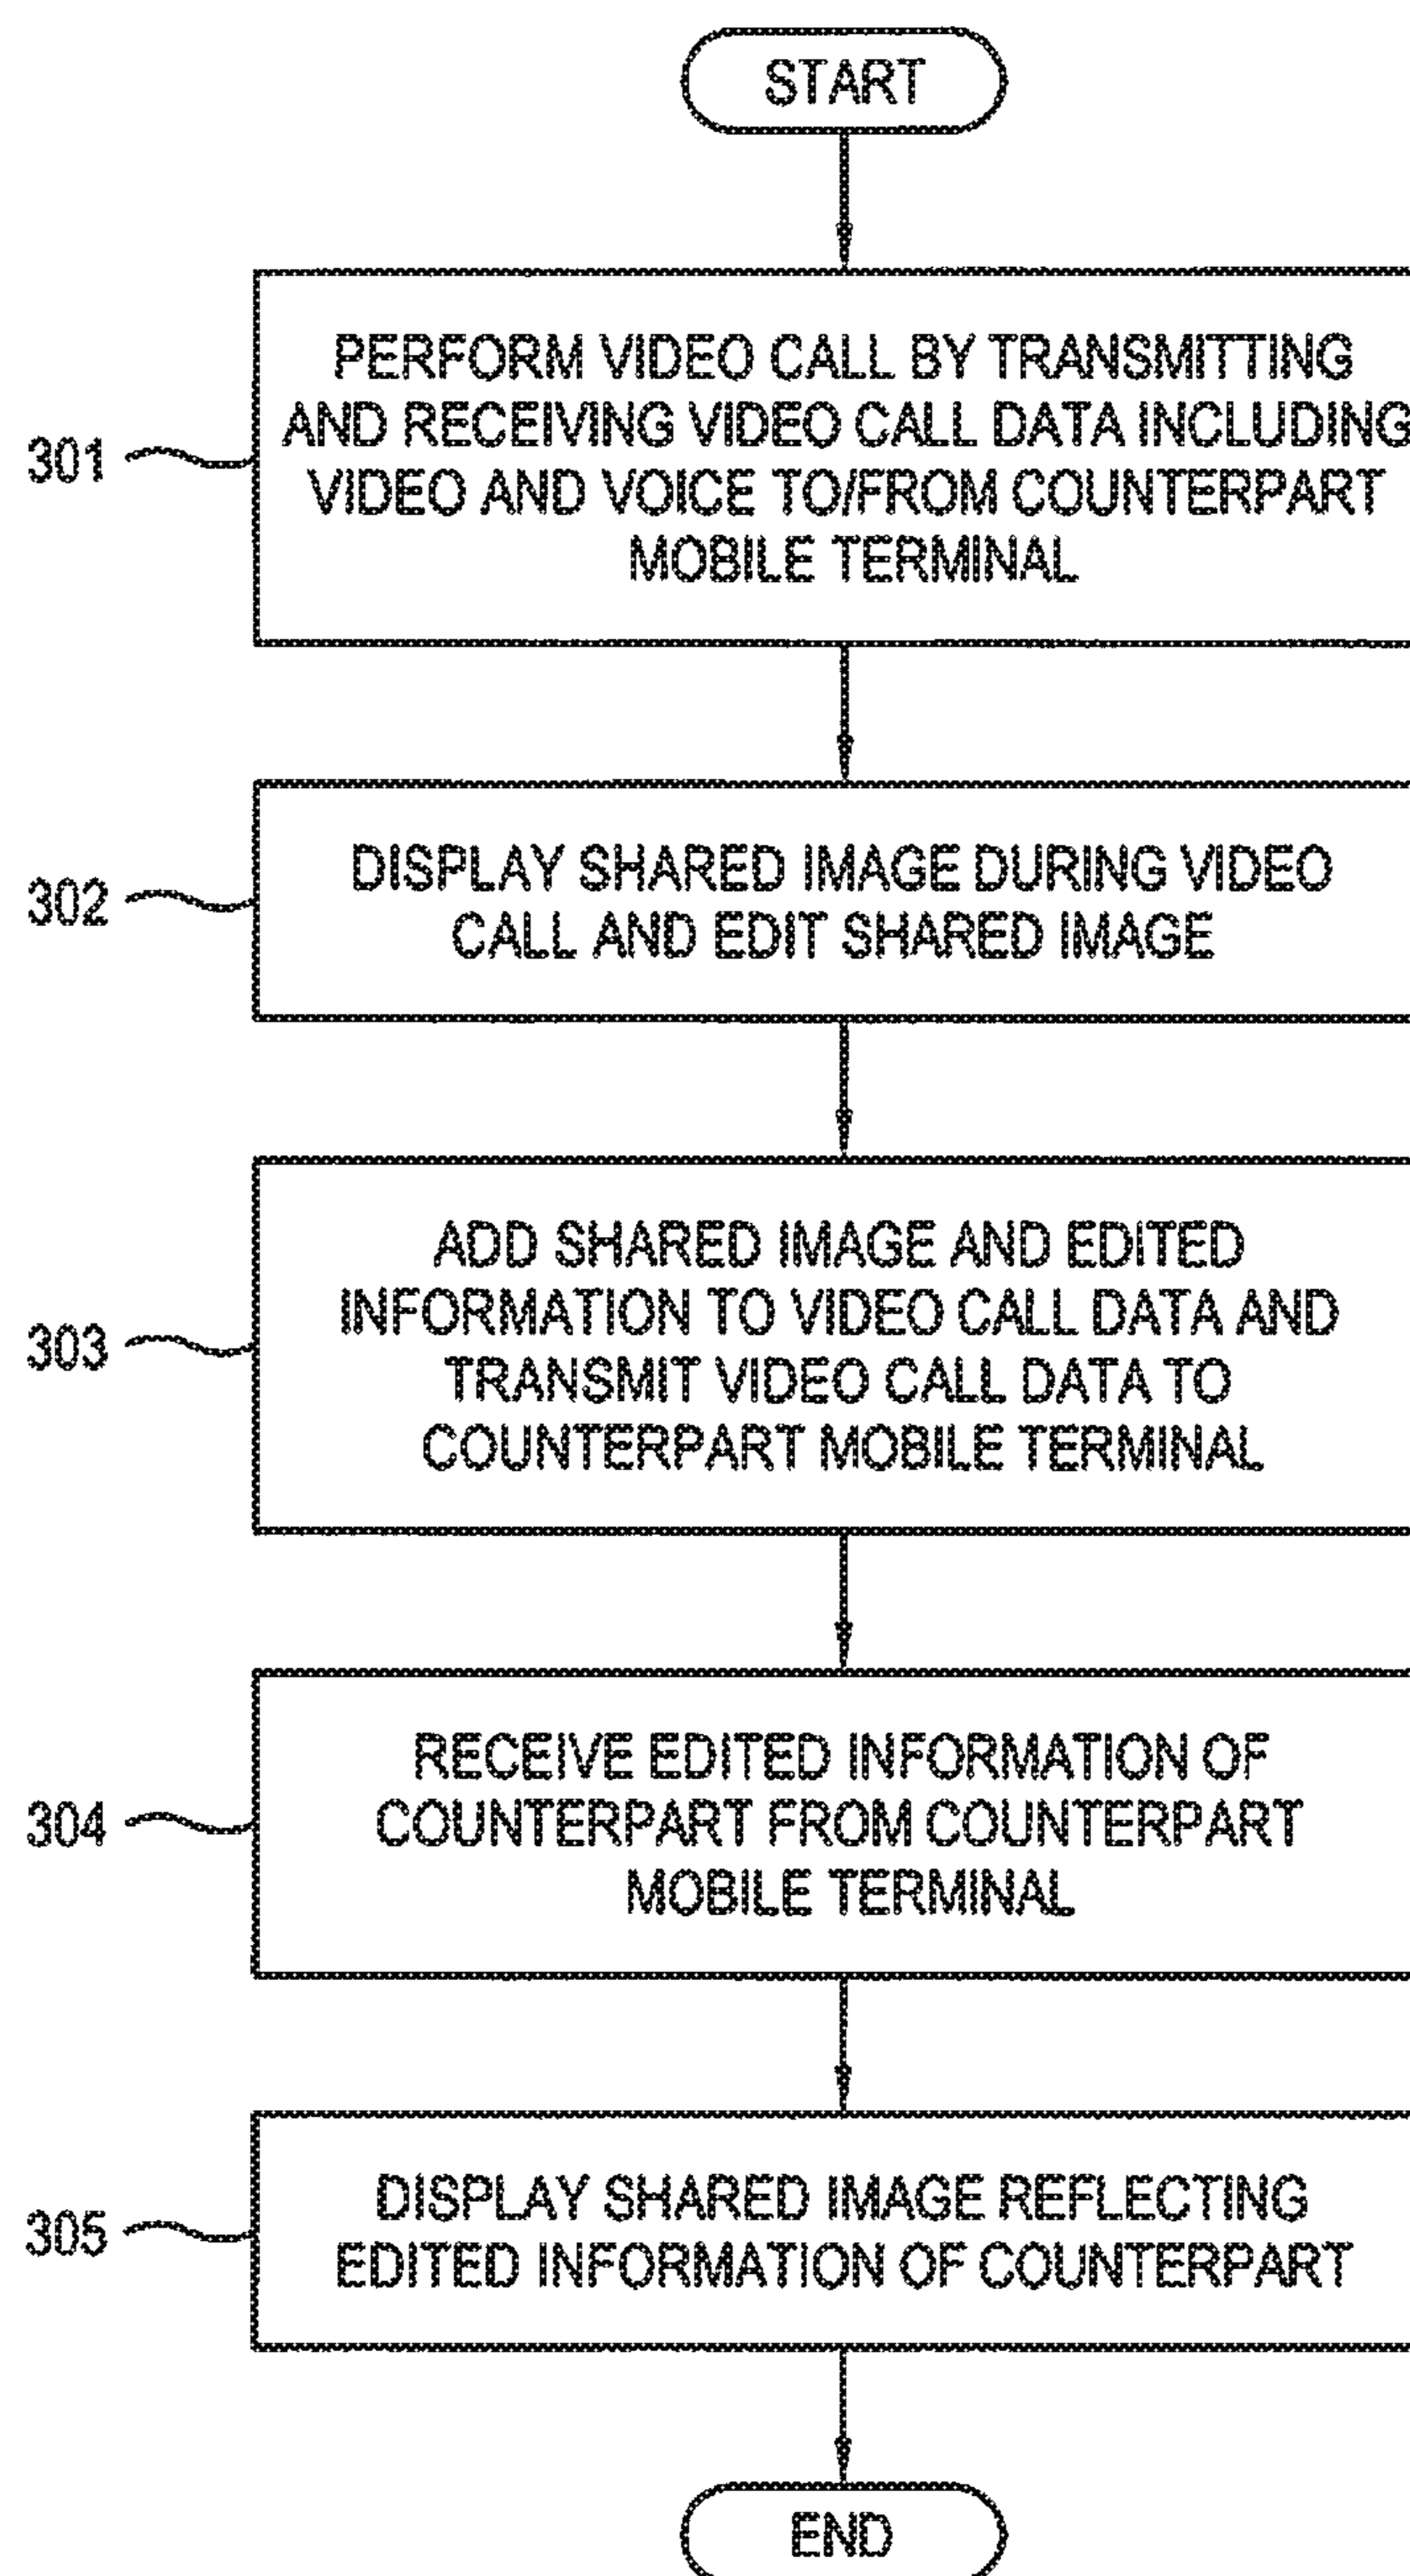 START
PERFORM VIDEO CALL BY TRANSMITTING
AND RECEIVING VIDEO CALL DATA INCLUDING
VIDEO AND VOICE TO/FROM COUNTERPART
MOBILE TERMINAL
301
DISPLAY SHARED IMAGE DURING VIDEO
CALL AND EDIT SHARED IMAGE
302
ADD SHARED IMAGE AND EDITED
INFORMATION TO VIDEO CALL DATA AND
TRANSMIT VIDEO CALL DATA TO
COUNTERPART MOBILE TERMINAL
303
RECEIVE EDITED INFORMATION OF
COUNTERPART FROM COUNTERPART
MOBILE TERMINAL
304
DISPLAY SHARED IMAGE REFLECTING
EDITED INFORMATION OF COUNTERPART
305
END